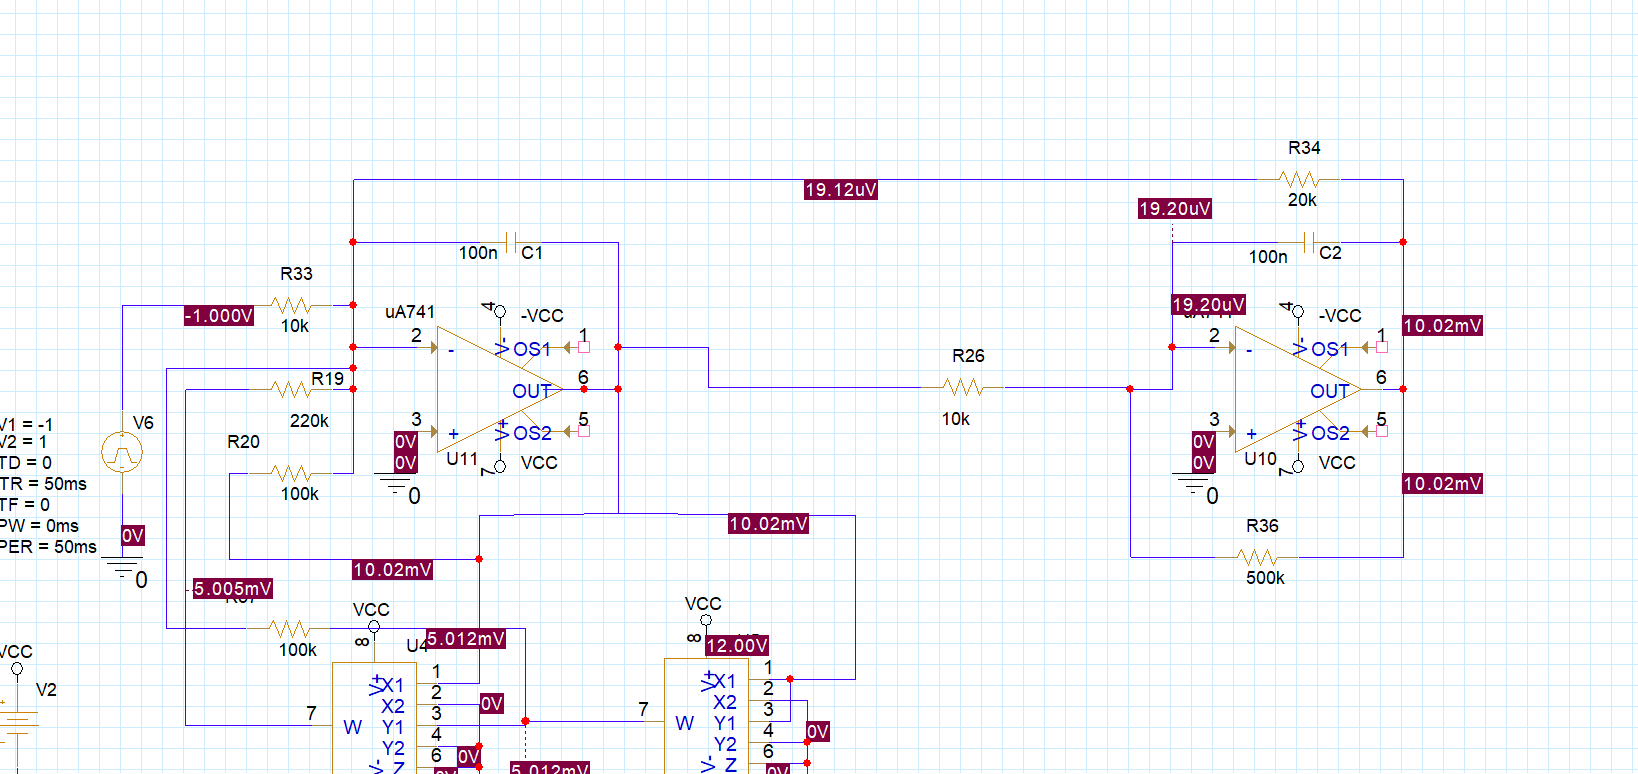 R34
20k
19.12uV
19.20uV
100n
C1
100n
C2
R33
10k
-1.000V
uA741
4
-VCC
2
-
V-
OS1
1
OUT
6
3
+
V+
OS2
5
U11
7
VCC
0V
0V
0
R19
220k
R20
100k
R26
10k
19.20uV
4
-VCC
2
-
V-
OS1
1
10.02mV
OUT
6
3
+
V+
OS2
5
U10
7
VCC
0V
0V
0
10.02mV
R36
500k
V1 = -1
V2 = 1
TD = 0
TR = 50ms
TF = 0
PW = 0ms
PER = 50ms
V6
0V
0
10.02mV
10.02mV
5.005mV
100k
VCC
8
5.012mV
VCC
8
12.00V
VCC
V2
V+
X1
1
X2
2
0V
7
W
Y1
3
Y2
4
0V
V-
Z
6
0V
5.012mV
V+
X1
1
X2
2
7
W
Y1
3
0V
Y2
4
V-
Z
6
0V